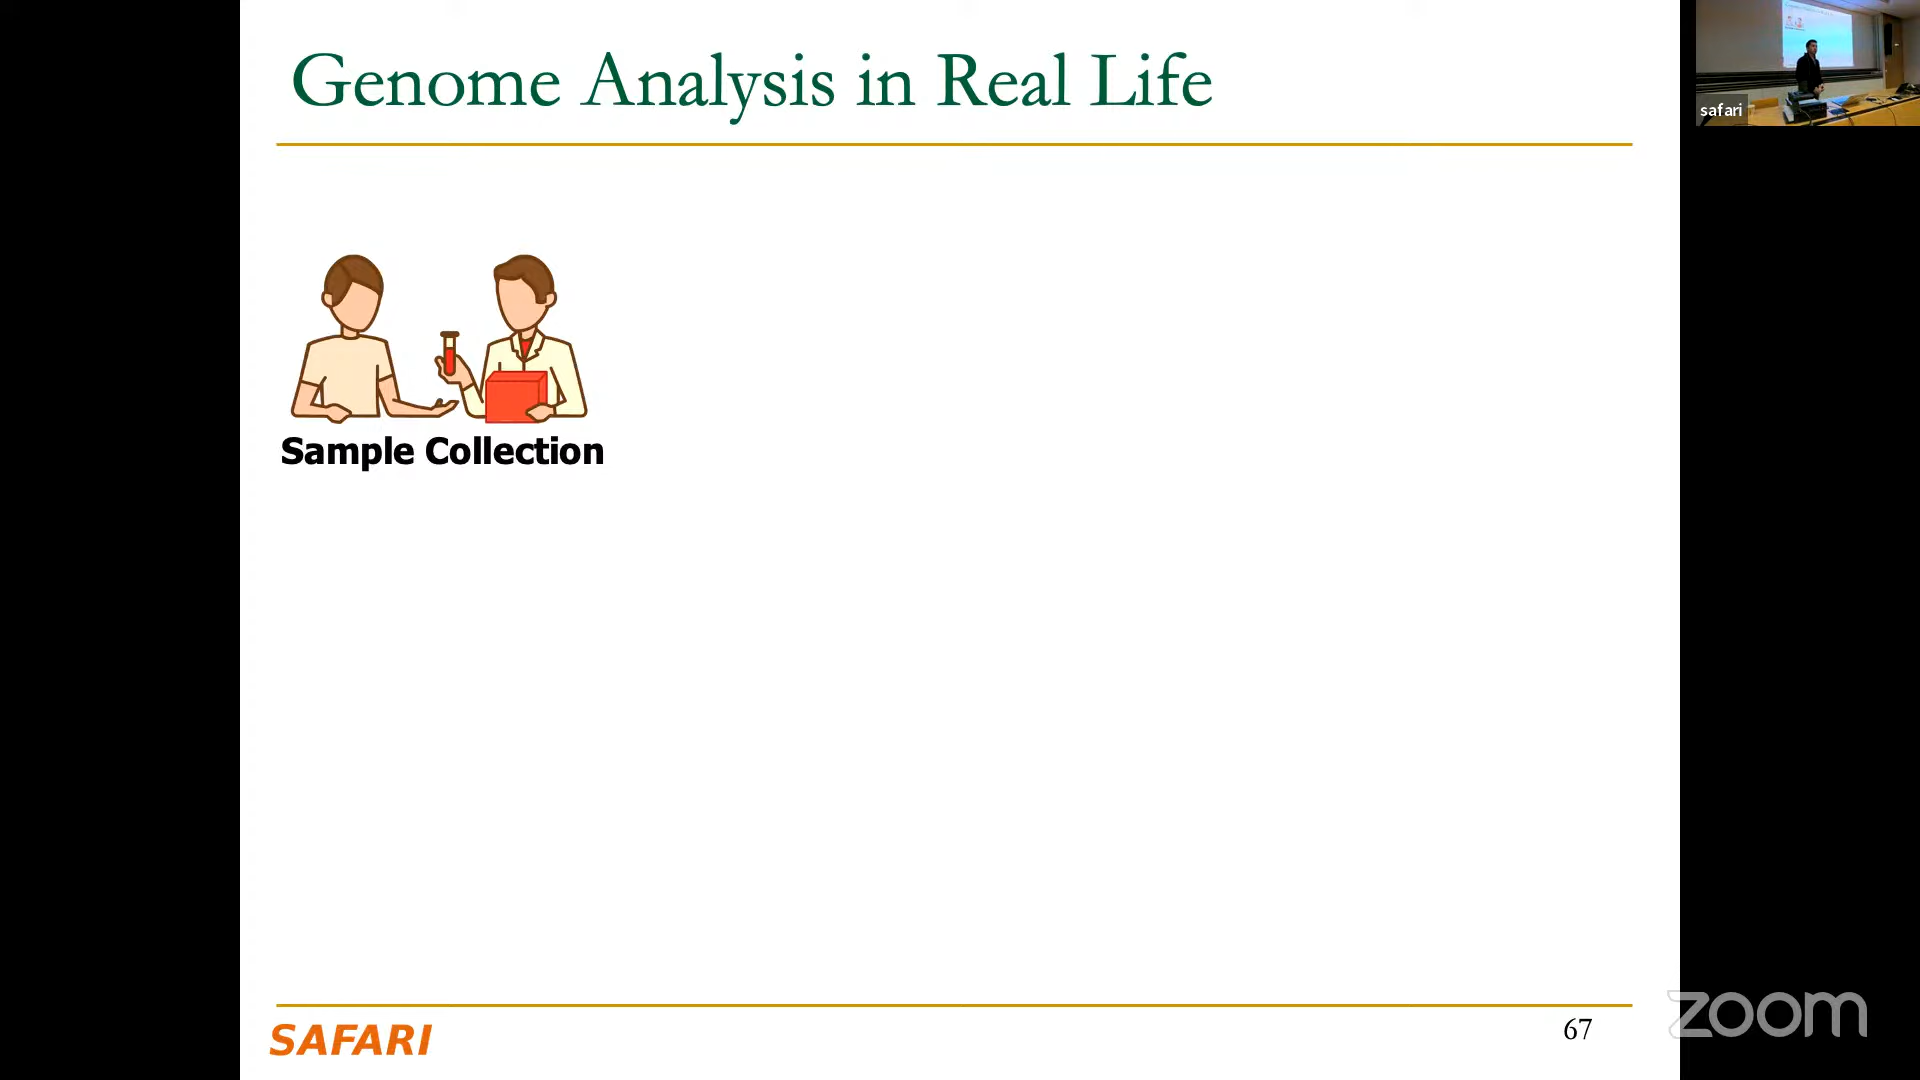 Genome Analysis in Real Life
safari
Sample Collection
SAFARI
67
zoom